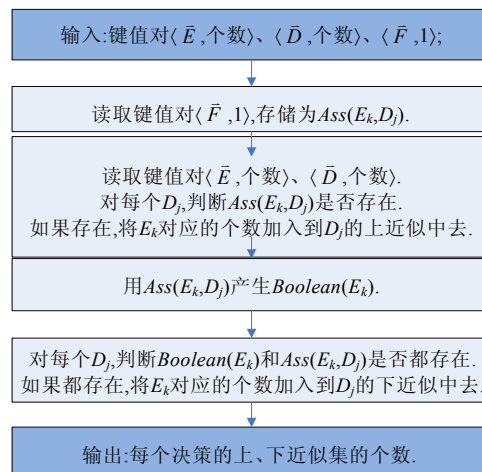 输入:键值对⟨ E⃗ ,个数⟩、⟨ D⃗ ,个数⟩、⟨ F⃗ ,1⟩;
读取键值对⟨ F⃗ ,1⟩,存储为Ass(Eₖ,Dⱼ).
读取键值对⟨ E⃗ ,个数⟩、⟨ D⃗ ,个数⟩.
对每个Dⱼ,判断Ass(Eₖ,Dⱼ)是否存在.
如果存在,将Eₖ对应的个数加入到Dⱼ的上近似中去.
用Ass(Eₖ,Dⱼ)产生Boolean(Eₖ).
对每个Dⱼ,判断Boolean(Eₖ)和Ass(Eₖ,Dⱼ)是否都存在.
如果都存在,将Eₖ对应的个数加入到Dⱼ的下近似中去.
输出:每个决策的上、下近似集的个数.